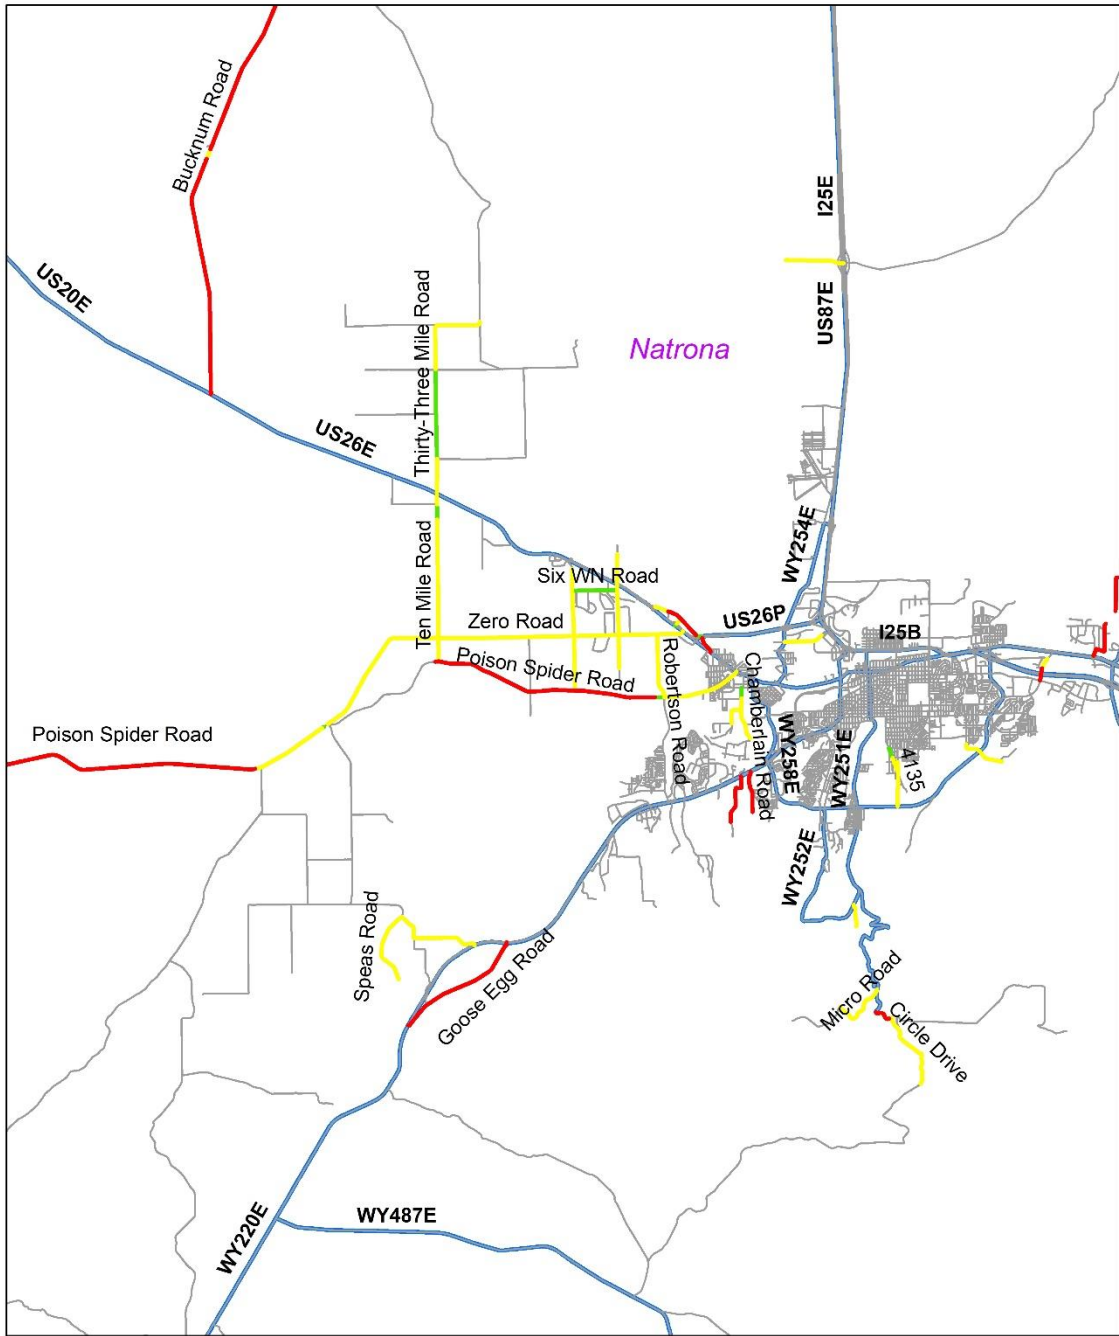 Bucknum Road
I25E
US20E
US87E
Thirty-Three Mile Road
Natrona
US26E
WY254E
Ten Mile Road
Six WN Road
Zero Road
US26P
I25B
Poison Spider Road
Robertson Road
Chamberlain Road
Poison Spider Road
WY258E
WY251E
A135
WY252E
Speas Road
Goose Egg Road
Micro Road
Circle Drive
WY220E
WY487E